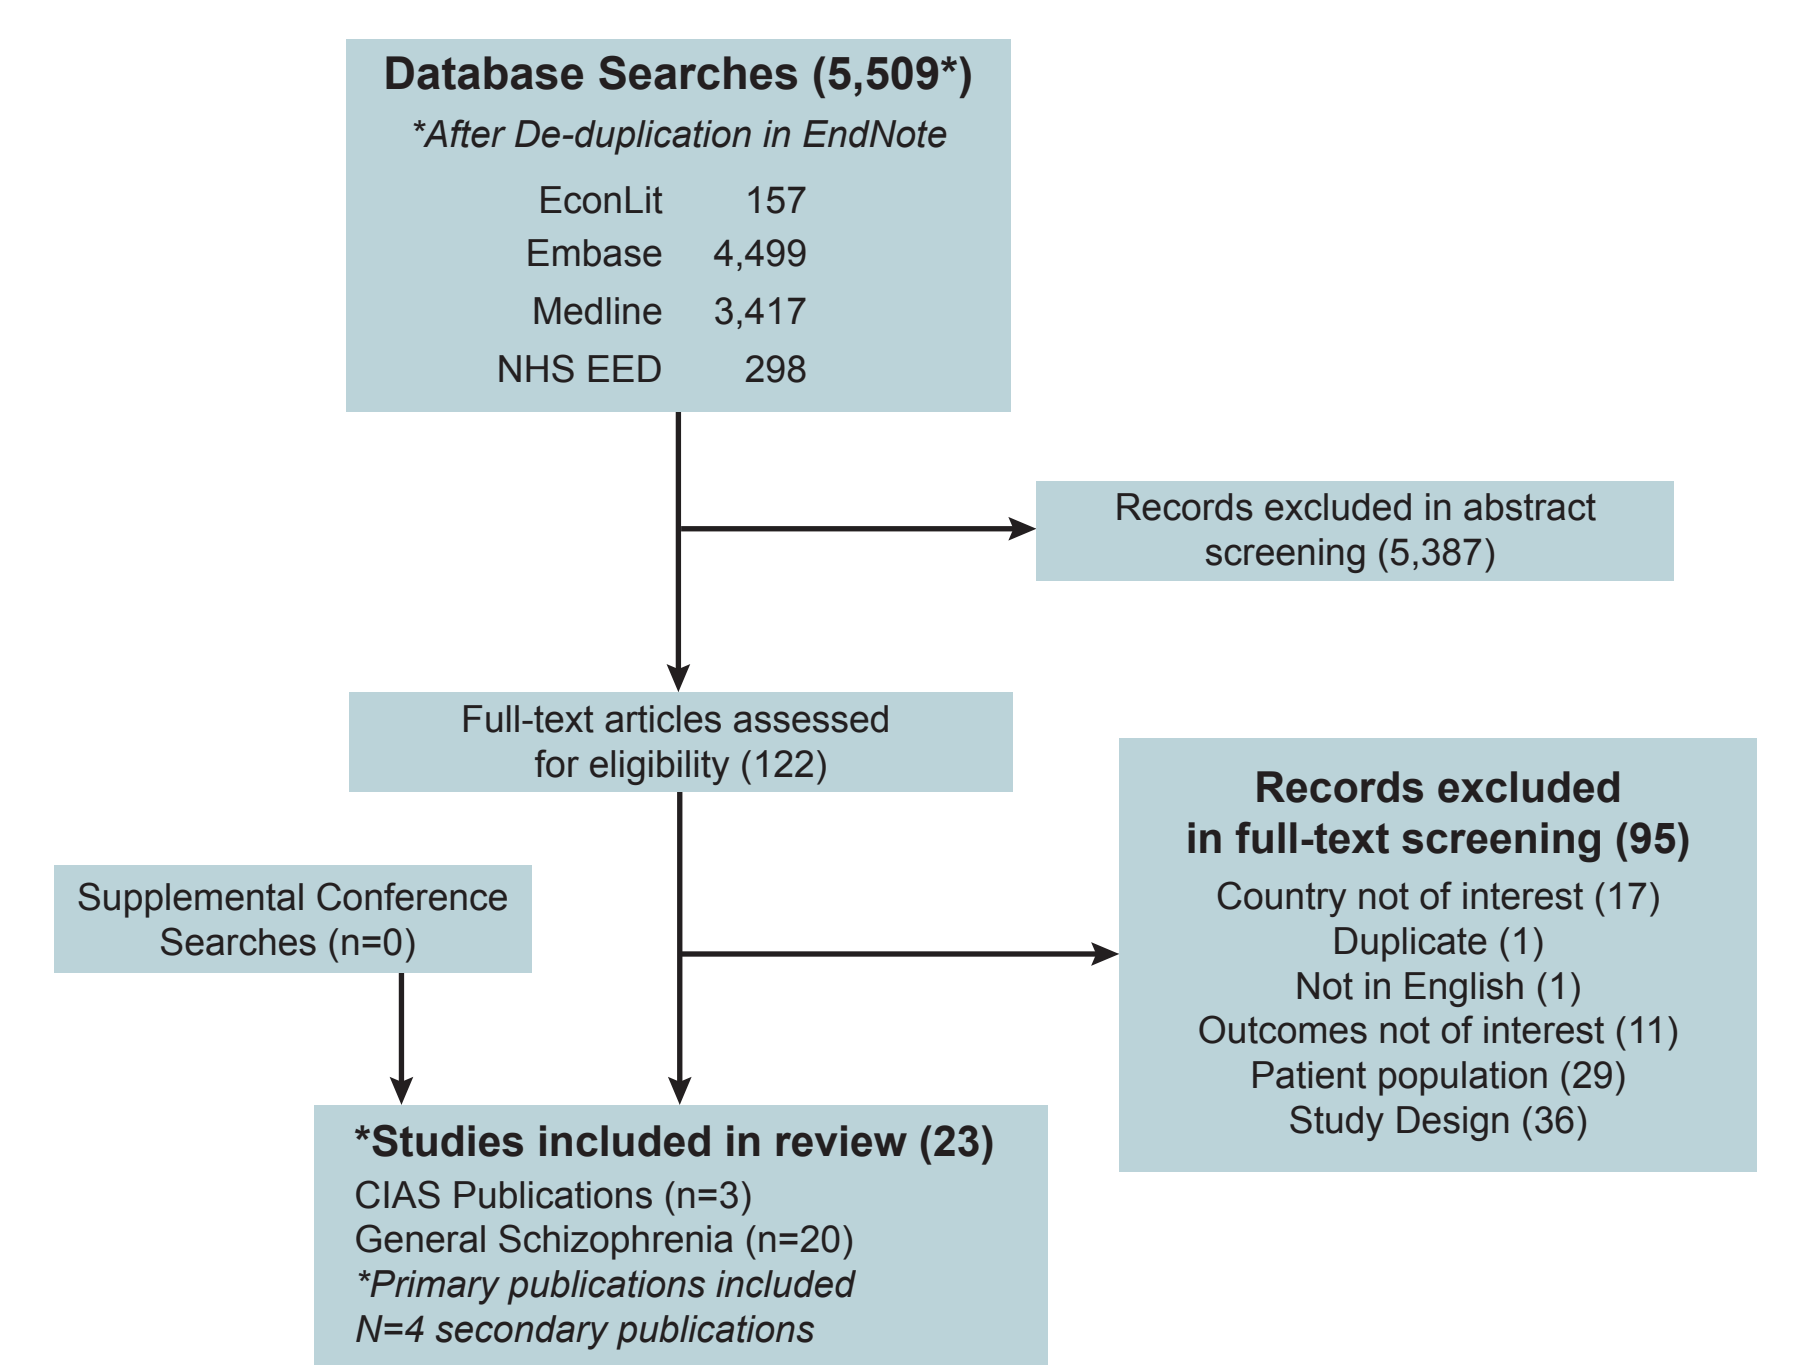 Database Searches (5,509*)
*After De-duplication in EndNote
EconLit 157
Embase 4,499
Medline 3,417
NHS EED 298
Records excluded in abstract
screening (5,387)
Full-text articles assessed
for eligibility (122)
Records excluded
in full-text screening (95)
Country not of interest (17)
Duplicate (1)
Not in English (1)
Outcomes not of interest (11)
Patient population (29)
Study Design (36)
Supplemental Conference
Searches (n=0)
*Studies included in review (23)
CIAS Publications (n=3)
General Schizophrenia (n=20)
*Primary publications included
N=4 secondary publications